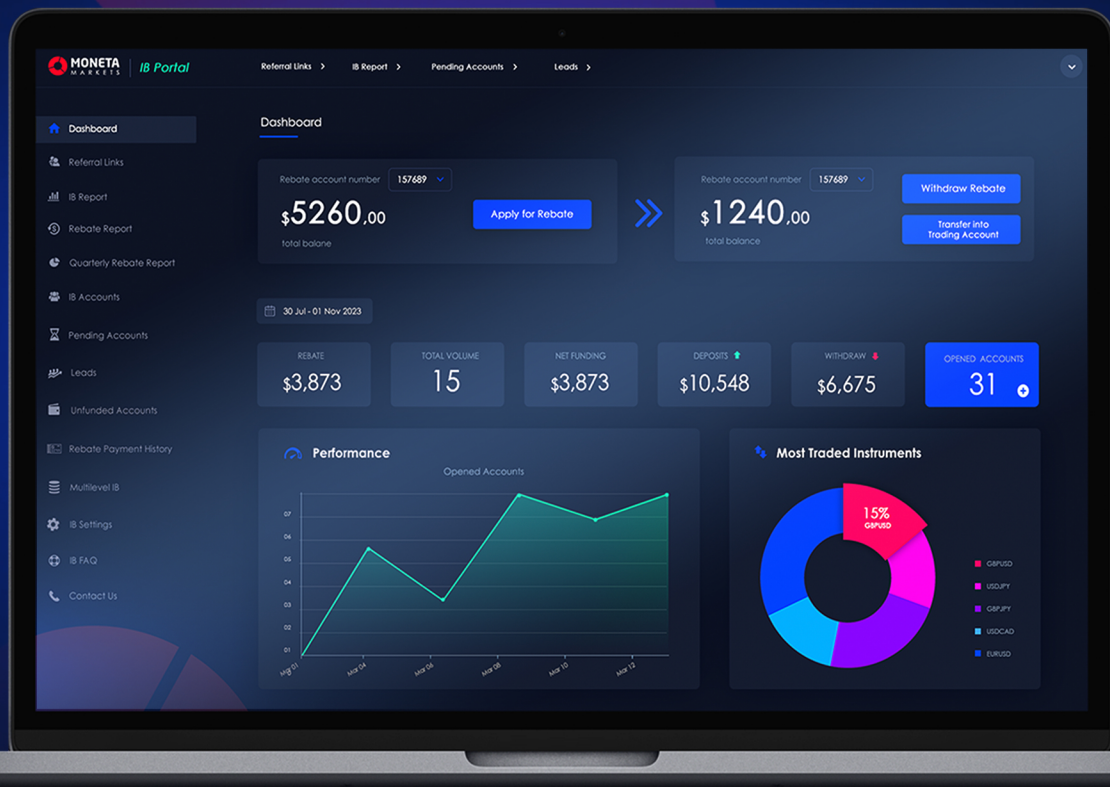 MONETA
MARKETS
IB Portal
Referral Links
IB Report
Pending Accounts
Leads
Dashboard
Referral Links
IB Report
Rebate Report
Quarterly Rebate Report
IB Accounts
Pending Accounts
Leads
Unfunded Accounts
Rebate Payment History
Multilevel IB
IB Settings
IB FAQ
Contact Us
Dashboard
Rebate account number 157689
$5260,00
total balane
Apply for Rebate
Rebate account number 157689
$1240,00
total balance
Withdraw Rebate
Transfer into
Trading Account
30 Jul - 01 Nov 2023
REBATE
$3,873
TOTAL VOLUME
15
NET FUNDING
$3,873
DEPOSITS
$10,548
WITHDRAW
$6,675
OPENED ACCOUNTS
31
Performance
Opened Accounts
07
06
05
04
03
02
01
Mar 01
Mar 04
Mar 06
Mar 08
Mar 10
Mar 12
Most Traded Instruments
15%
GBPUSD
GBPUSD
USDJPY
GBPJPY
USDCAD
EURUSD